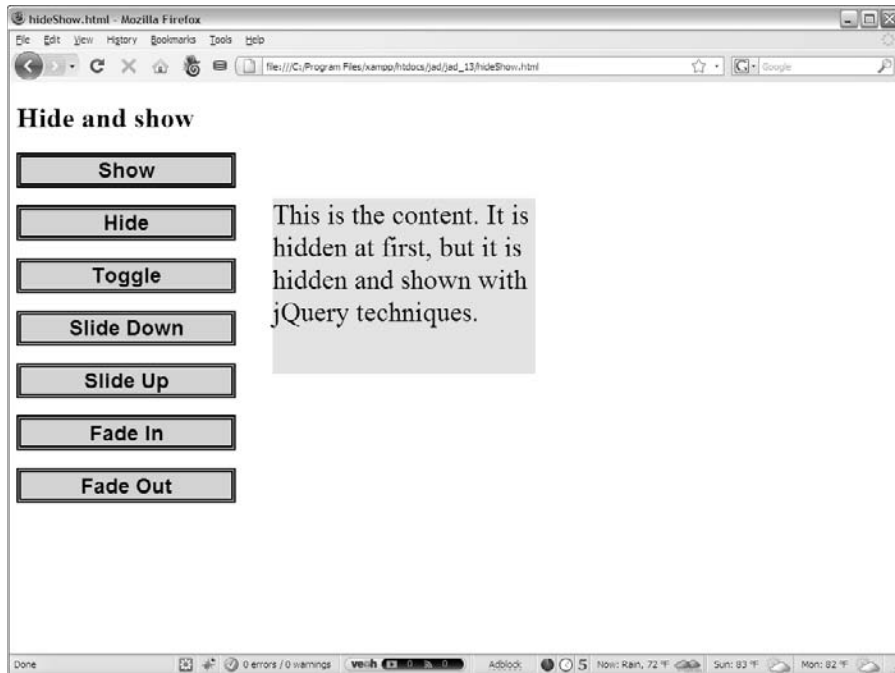 hideShow.html - Mozilla Firefox
File Edit View History Bookmarks Tools Help
file:///C:/Program Files/xampp/htdocs/jad/jad_13/hideShow.html
G Google
Hide and show
Show
Hide
Toggle
Slide Down
Slide Up
Fade In
Fade Out
This is the content. It is
hidden at first, but it is
hidden and shown with
jQuery techniques.
Done 0 errors / 0 warnings veoh 0 0 Adblock 5 Now: Rain, 72 °F Sun: 83 °F Mon: 82 °F